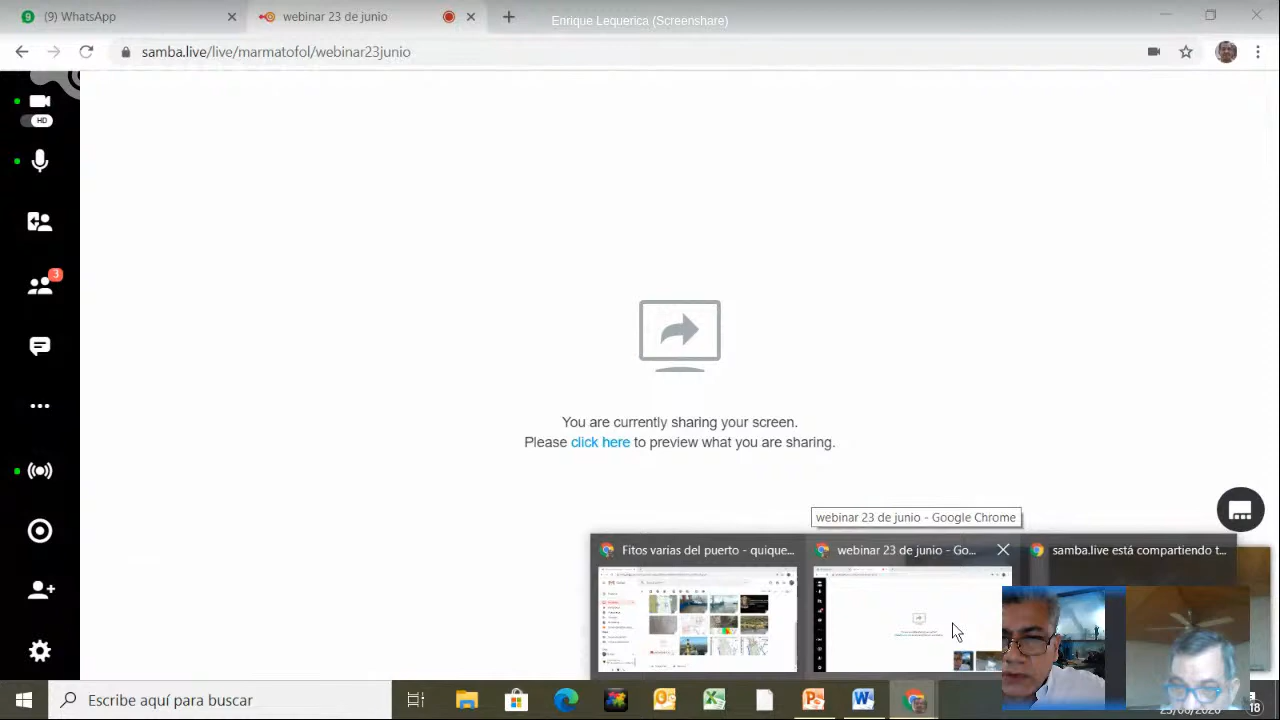 (9) WhatsApp
webinar 23 de junio
Enrique Lequerica (Screenshare)
samba.live/live/marmatofol/webinar23junio
HD
3
You are currently sharing your screen.
Please click here to preview what you are sharing.
webinar 23 de junio - Google Chrome
Fitos varias del puerto - quique...
webinar 23 de junio - Go...
samba.live está compartiendo t...
Escribe aquí para buscar
18